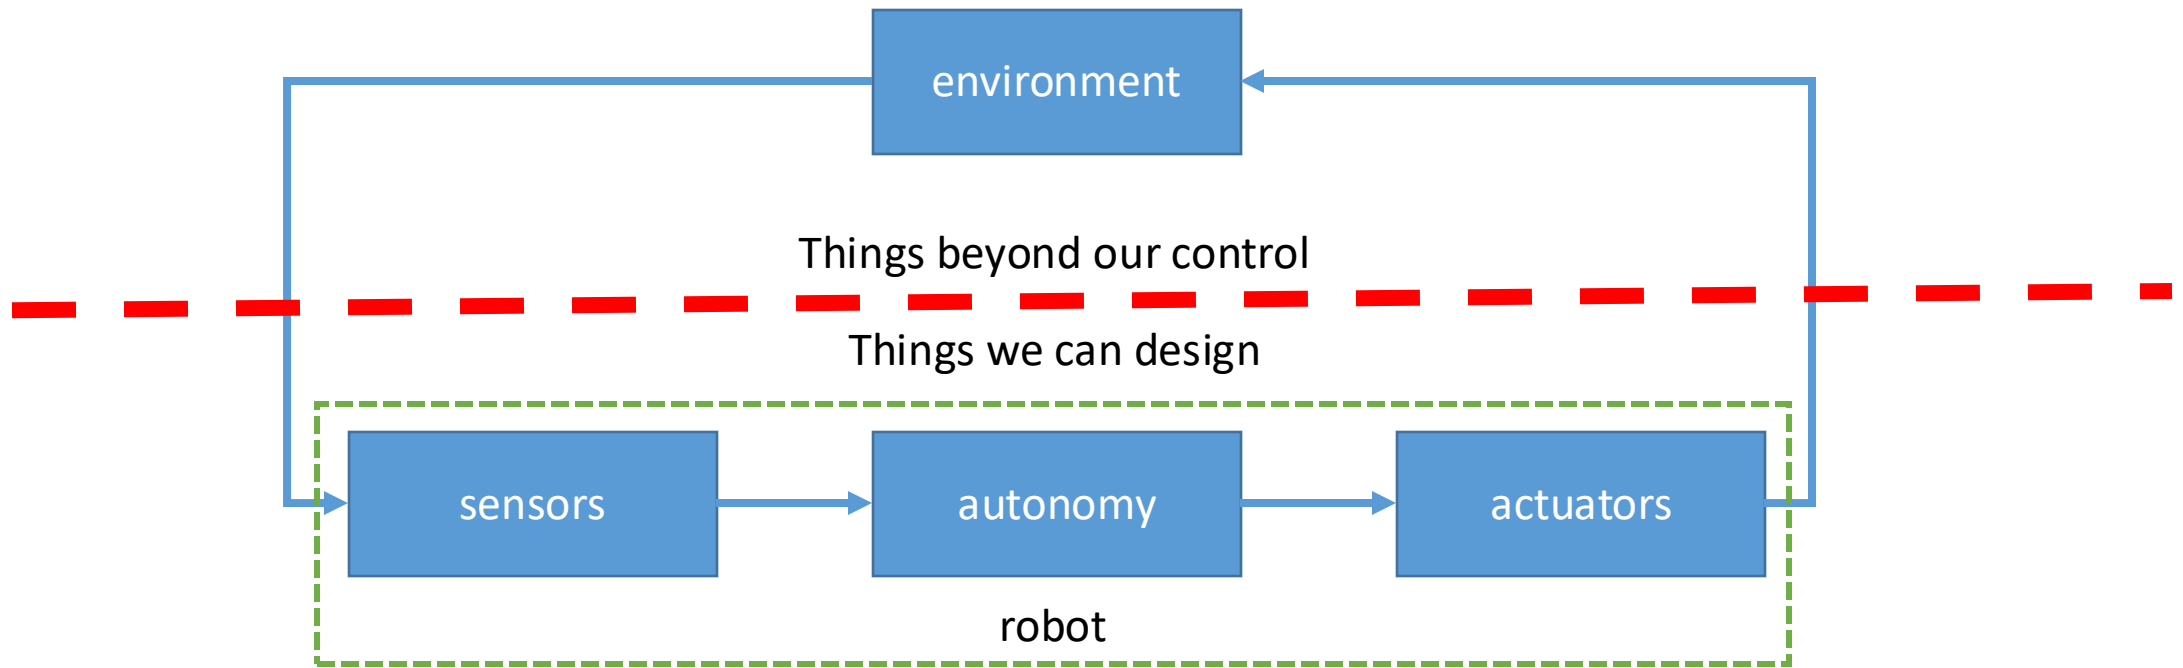 environment
Things beyond our control
Things we can design
sensors
autonomy
actuators
robot